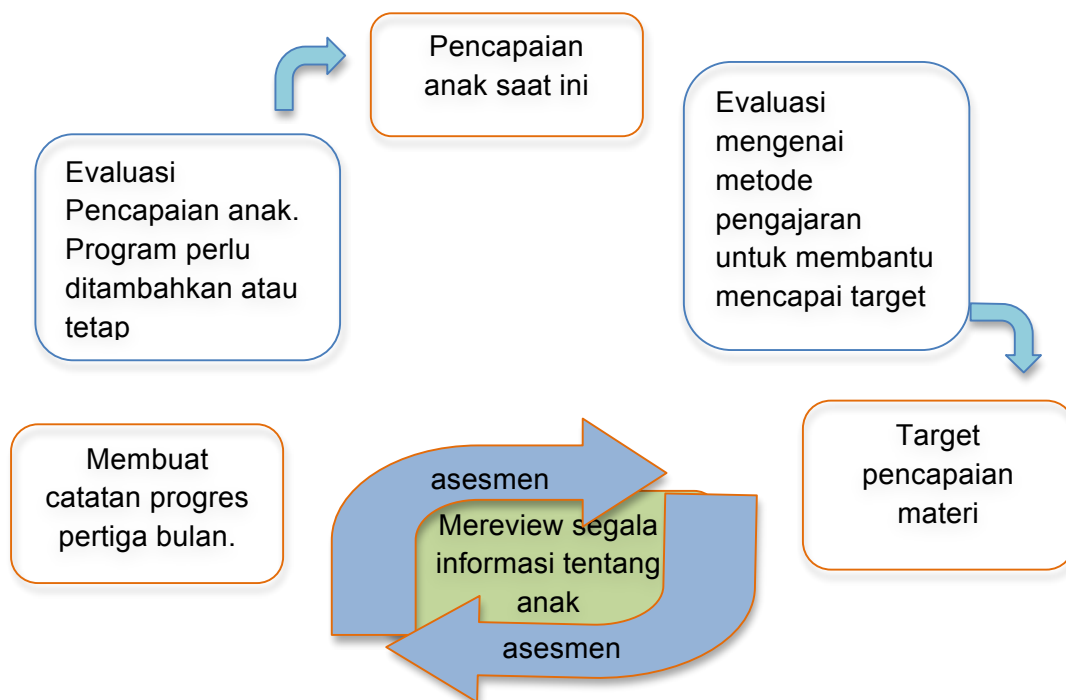 Pencapaian
anak saat ini
Evaluasi
mengenai
metode
pengajaran
untuk membantu
mencapai target
Evaluasi
Pencapaian anak.
Program perlu
ditambahkan atau
tetap
Target
pencapaian
materi
Membuat
catatan progres
pertiga bulan.
asesmen
Mereview segala
informasi tentang
anak
asesmen